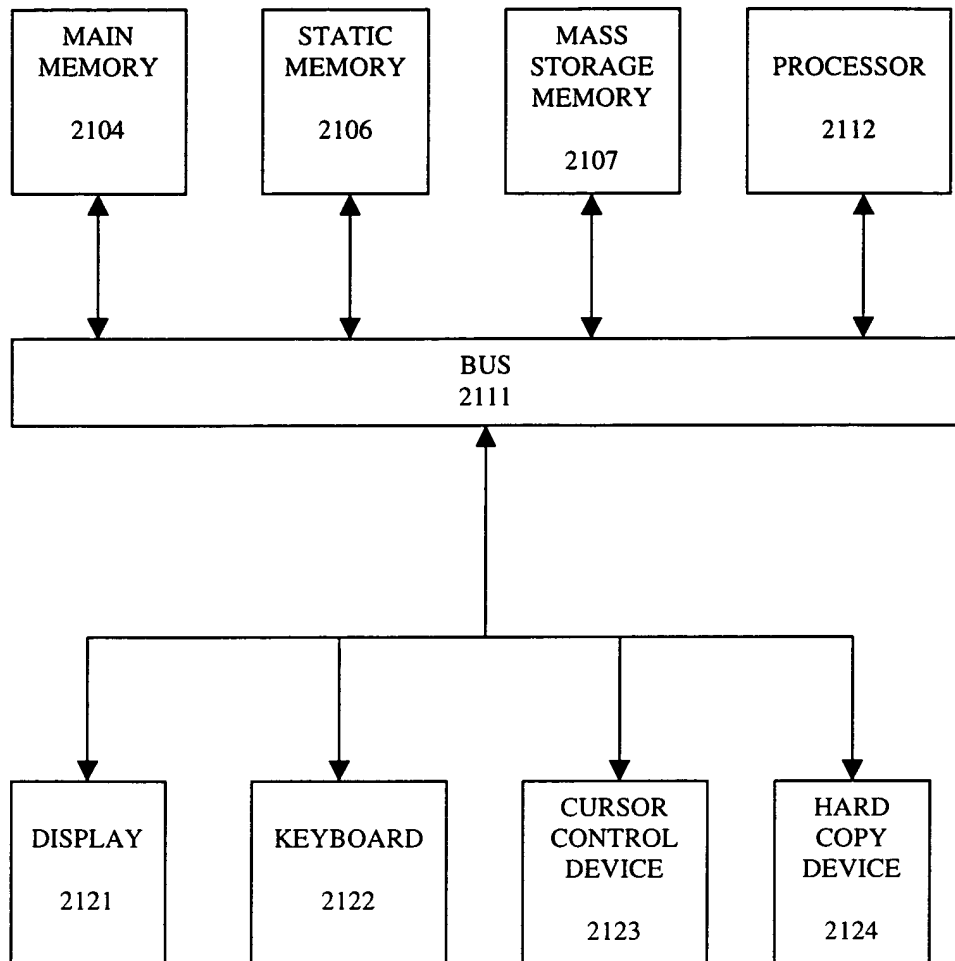 MAIN
MEMORY
2104
STATIC
MEMORY
2106
MASS
STORAGE
MEMORY
2107
PROCESSOR
2112
BUS
2111
DISPLAY
2121
KEYBOARD
2122
CURSOR
CONTROL
DEVICE
2123
HARD
COPY
DEVICE
2124